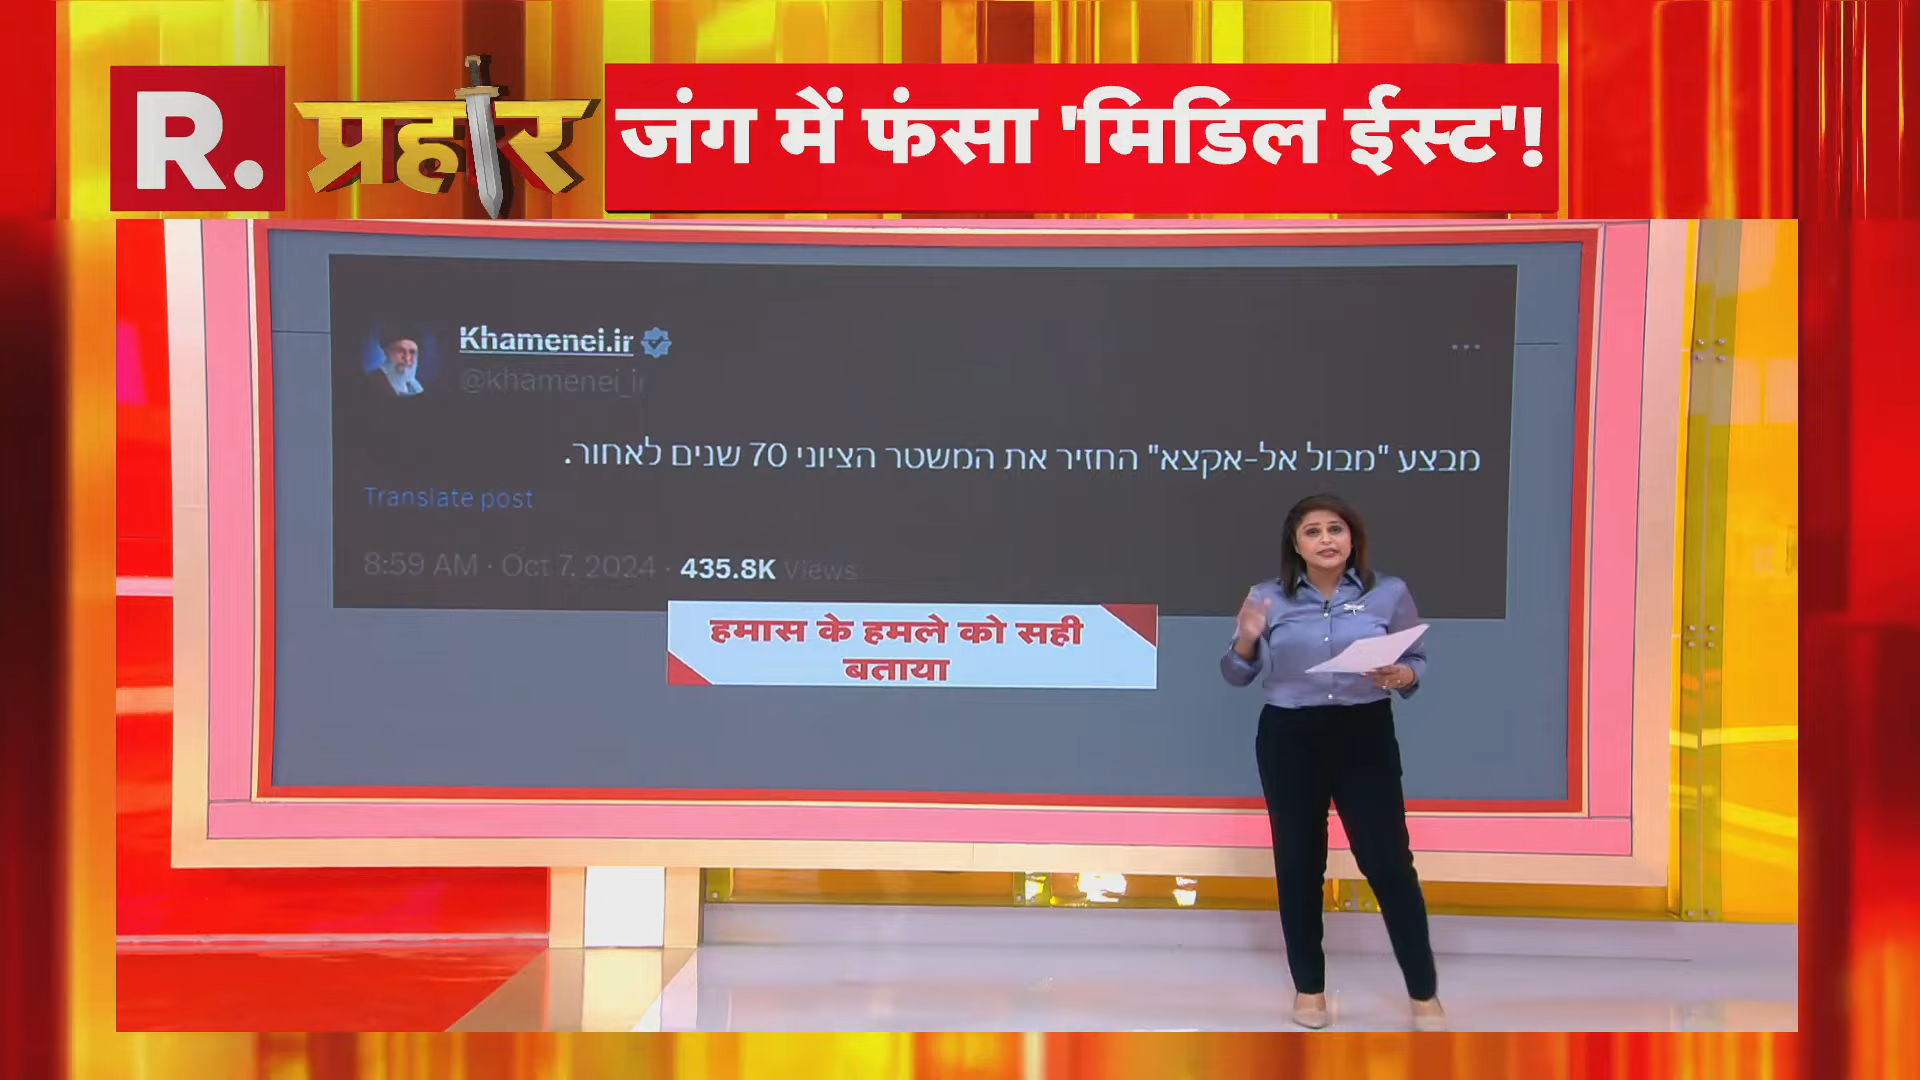 R.
प्रहार
जंग में फंसा 'मिडिल ईस्ट'!
Khamenei.ir
@khamenei_ir
מבצע "מבול אל-אקצא" החזיר את המשטר הציוני 70 שנים לאחור.
Translate post
8:59 AM · Oct 7, 2024 · 435.8K Views
हमास के हमले को सही
बताया